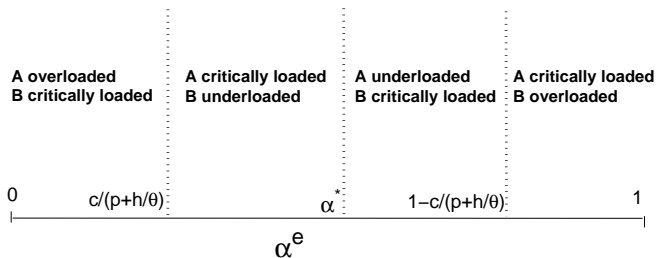 A overloaded
B critically loaded
A critically loaded
B underloaded
A underloaded
B critically loaded
A critically loaded
B overloaded
0
c/(p+h/θ)
α*
1−c/(p+h/θ)
1
αe